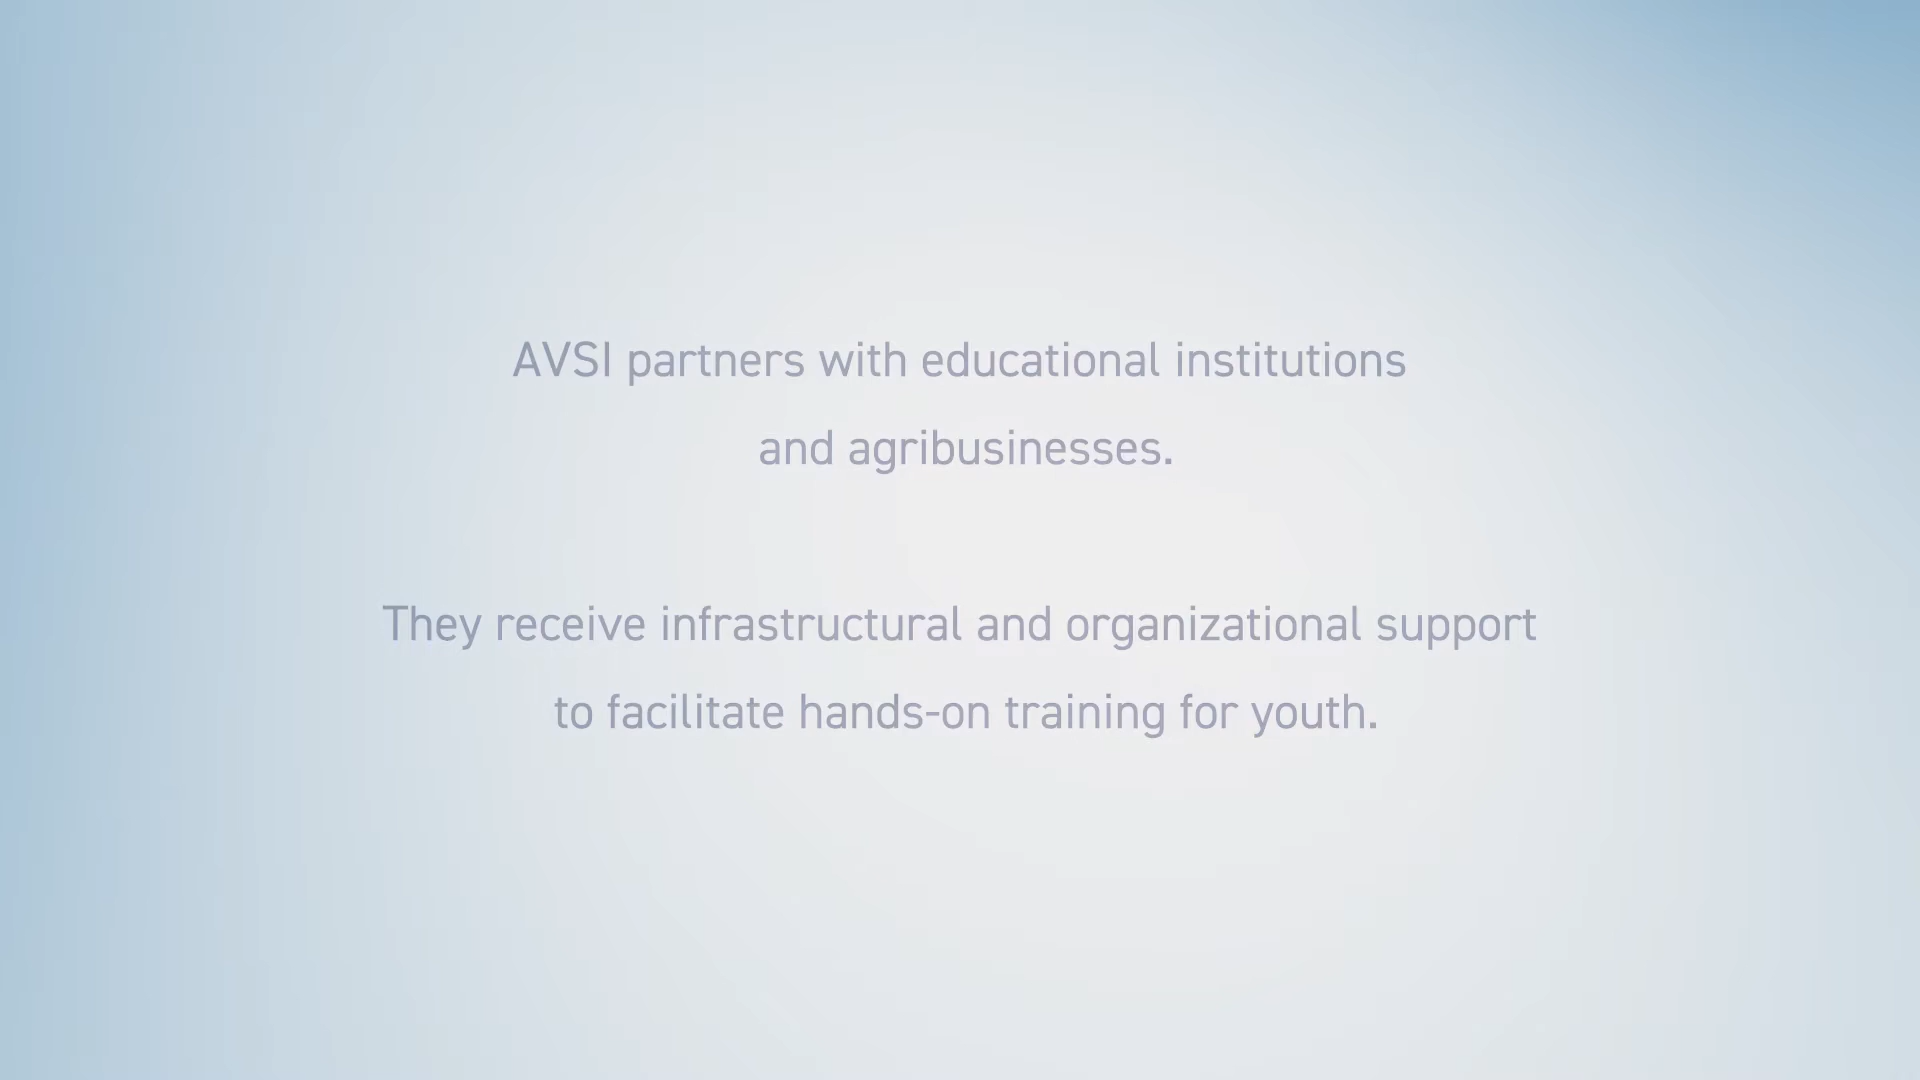 AVSI partners with educational institutions
and agribusinesses.
They receive infrastructural and organizational support
to facilitate hands-on training for youth.